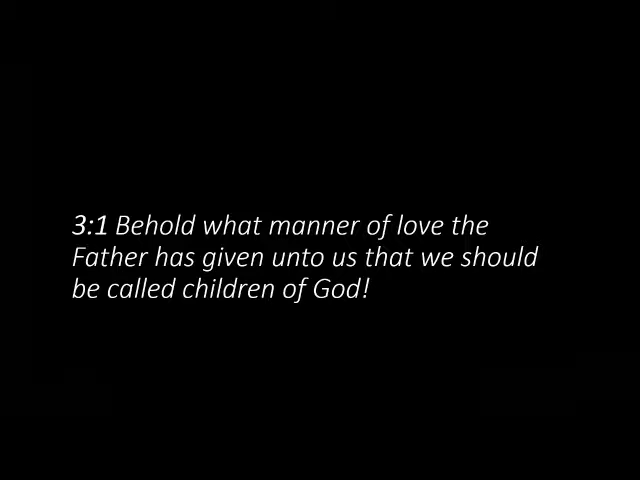 3:1 Behold what manner of love the
Father has given unto us that we should
be called children of God!